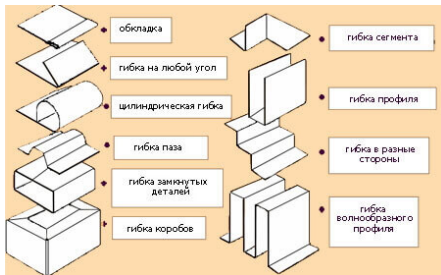 обкладка
гибка на любой угол
цилиндрическая гибка
гибка паза
гибка замкнутых
деталей
гибка коробов
гибка сегмента
гибка профиля
гибка в разные
стороны
гибка
волнообразного
профиля